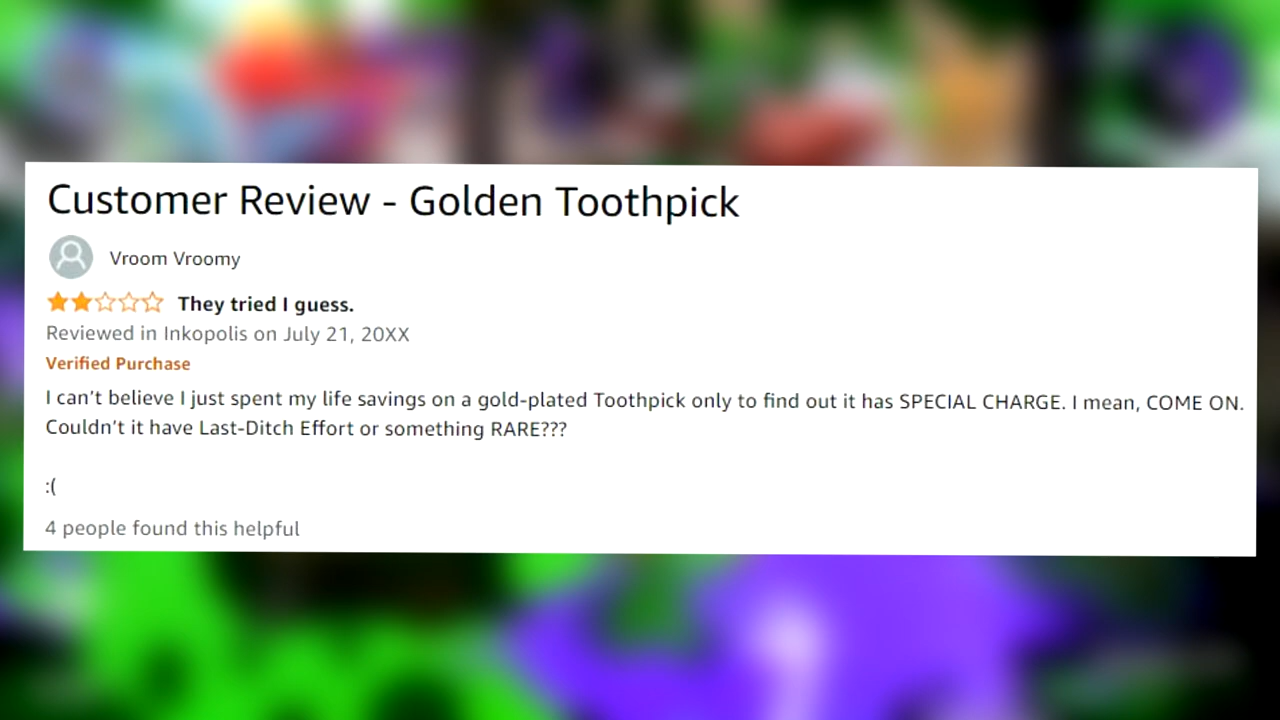 Customer Review - Golden Toothpick
Vroom Vroomy
They tried I guess.
Reviewed in Inkopolis on July 21, 20XX
Verified Purchase
I can't believe I just spent my life savings on a gold-plated Toothpick only to find out it has SPECIAL CHARGE. I mean, COME ON.
Couldn't it have Last-Ditch Effort or something RARE???
:(
4 people found this helpful